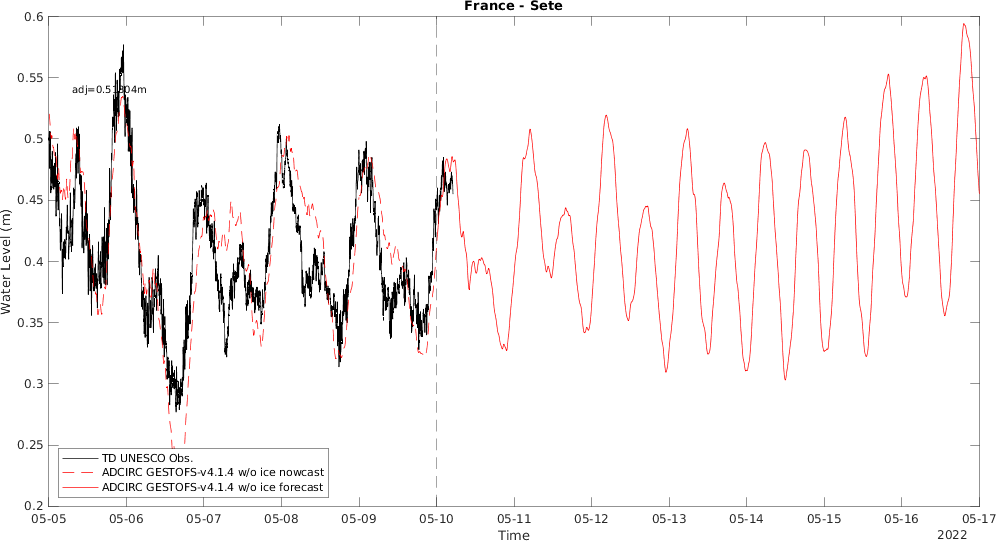 France - Sete
Water Level (m)
0.6
0.55
0.5
0.45
0.4
0.35
0.3
0.25
0.2
adj=0.51804m
TD UNESCO Obs.
ADCIRC GESTOFS-v4.1.4 w/o ice nowcast
ADCIRC GESTOFS-v4.1.4 w/o ice forecast
05-05 05-06 05-07 05-08 05-09 05-10 05-11 05-12 05-13 05-14 05-15 05-16 05-17
Time
2022